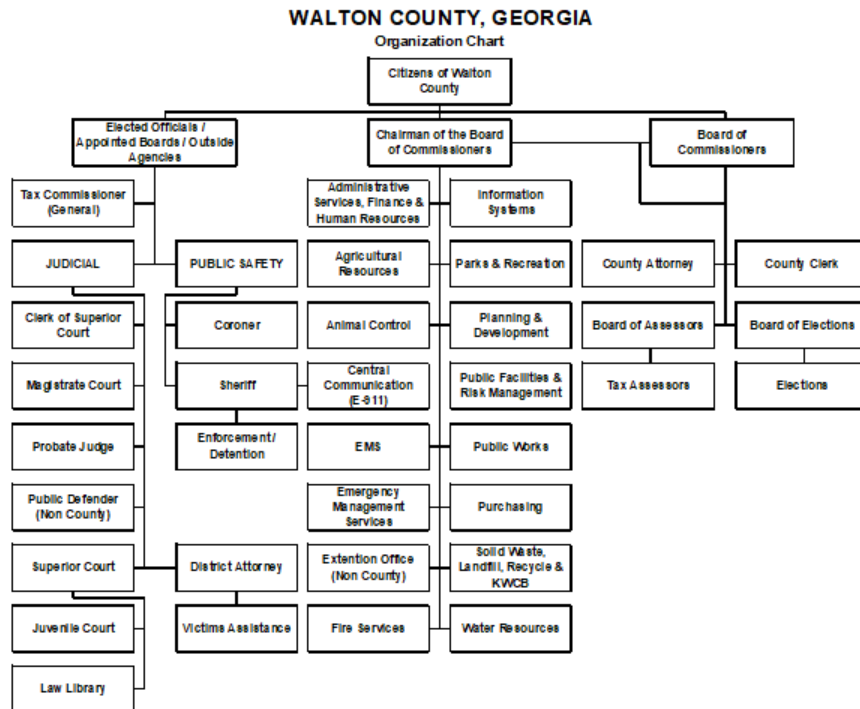 WALTON COUNTY, GEORGIA
Organization Chart
Citizens of Walton
County
Elected Officials /
Appointed Boards / Outside
Agencies
Chairman of the Board
of Commissioners
Board of
Commissioners
Tax Commissioner
(General)
Administrative
Services, Finance &
Human Resources
Information
Systems
JUDICIAL
PUBLIC SAFETY
Agricultural
Resources
Parks & Recreation
County Attorney
County Clerk
Clerk of Superior
Court
Coroner
Animal Control
Planning &
Development
Board of Assessors
Board of Elections
Magistrate Court
Sheriff
Central
Communication
(E-911)
Public Facilities &
Risk Management
Tax Assessors
Elections
Probate Judge
Enforcement/
Detention
EMS
Public Works
Public Defender
(Non County)
Emergency
Management
Services
Purchasing
Superior Court
District Attorney
Extention Office
(Non County)
Solid Waste,
Landfill, Recycle &
KWCB
Juvenile Court
Victims Assistance
Fire Services
Water Resources
Law Library